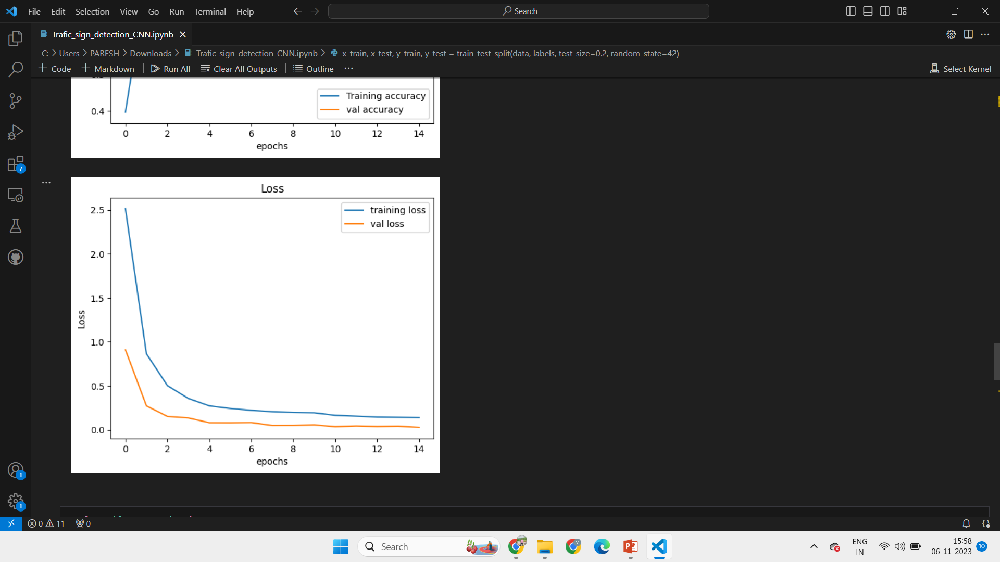 File Edit Selection View Go Run Terminal Help
Search
Trafic_sign_detection_CNN.ipynb
C: > Users > PARESH > Downloads > Trafic_sign_detection_CNN.ipynb > x_train, x_test, y_train, y_test = train_test_split(data, labels, test_size=0.2, random_state=42)
+ Code + Markdown Run All Clear All Outputs Outline ...
Select Kernel
Training accuracy
0.4
val accuracy
0 2 4 6 8 10 12 14
epochs
Loss
2.5
training loss
val loss
2.0
1.5
Loss
1.0
0.5
0.0
0 2 4 6 8 10 12 14
epochs
7
1
1
0 11 0
Search
ENG
IN
15:58
06-11-2023
10